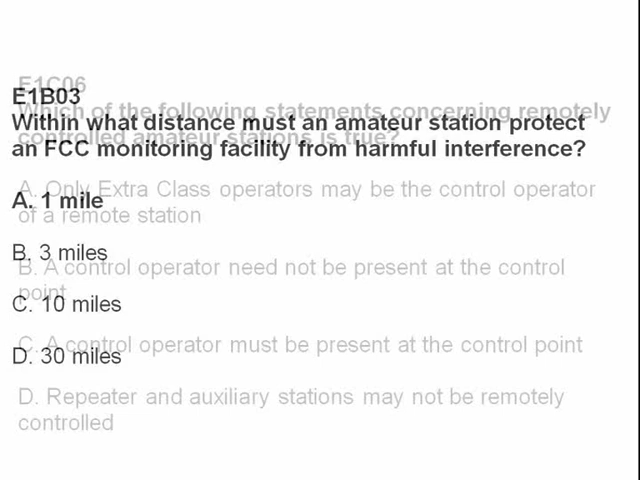 E1B03
Within what distance must an amateur station protect
an FCC monitoring facility from harmful interference?
A. 1 mile
B. 3 miles
C. 10 miles
D. 30 miles
E1C06
Which of the following statements concerning remotely
controlled amateur stations is true?
A. Only Extra Class operators may be the control operator
of a remote station
B. A control operator need not be present at the control
point
C. A control operator must be present at the control point
D. Repeater and auxiliary stations may not be remotely
controlled